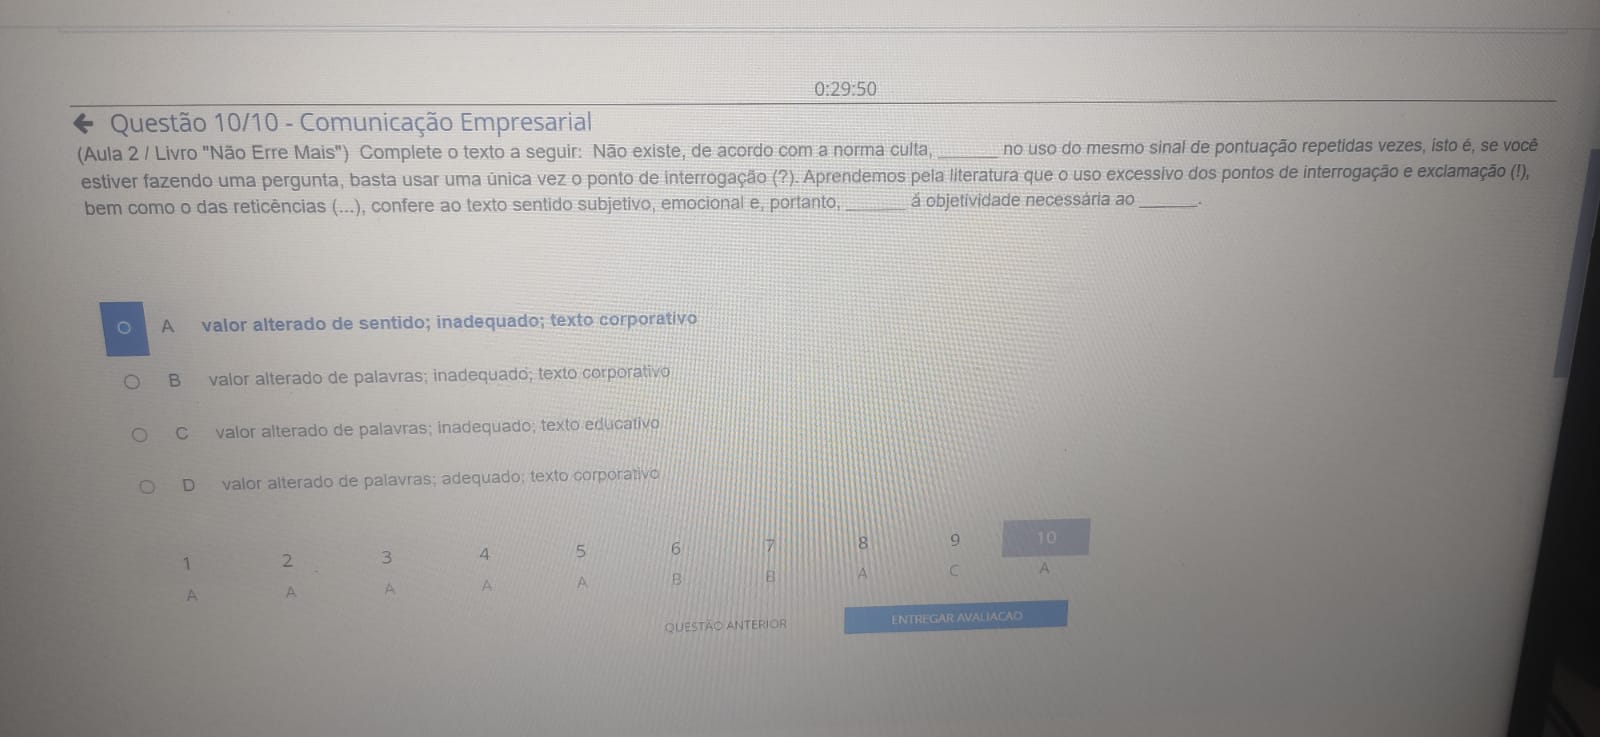 0:29:50
← Questão 10/10 - Comunicação Empresarial
(Aula 2 / Livro "Não Erre Mais") Complete o texto a seguir: Não existe, de acordo com a norma culta, ______ no uso do mesmo sinal de pontuação repetidas vezes, isto é, se você
estiver fazendo uma pergunta, basta usar uma única vez o ponto de interrogação (?). Aprendemos pela literatura que o uso excessivo dos pontos de interrogação e exclamação (!),
bem como o das reticências (...), confere ao texto sentido subjetivo, emocional e, portanto, ______ á objetividade necessária ao ______.
A valor alterado de sentido; inadequado; texto corporativo
B valor alterado de palavras; inadequado; texto corporativo
C valor alterado de palavras; inadequado; texto educativo
D valor alterado de palavras; adequado; texto corporativo
1 2 3 4 5 6 7 8 9 10
A A A A A B B A C A
QUESTÃO ANTERIOR ENTREGAR AVALIACAO